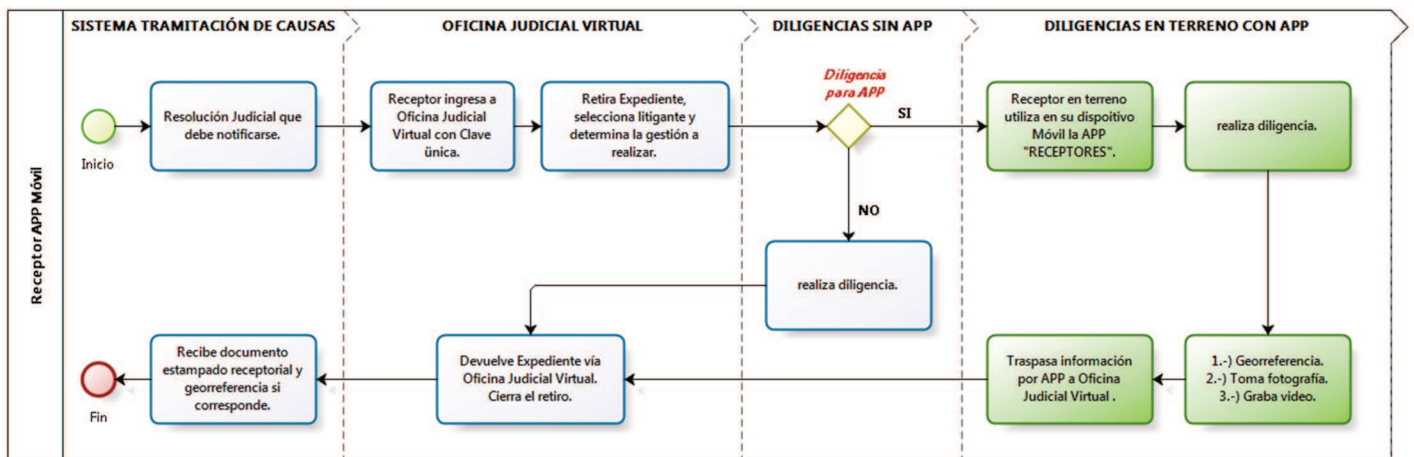 SISTEMA TRAMITACIÓN DE CAUSAS
OFICINA JUDICIAL VIRTUAL
DILIGENCIAS SIN APP
DILIGENCIAS EN TERRENO CON APP
Receptor APP Móvil
Inicio
Resolución Judicial que
debe notificarse.
Receptor ingresa a
Oficina Judicial
Virtual con Clave
ünica.
Retira Expediente,
selecciona litigante y
determina la gestión a
realizar.
Diligencia
para APP
SI
NO
Receptor en terreno
utiliza en su dispoitivo
Móvil la APP
"RECEPTORES".
realiza diligencia.
realiza diligencia.
1.-) Georreferencia.
2.-) Toma fotografía.
3.-) Graba video.
Traspasa información
por APP a Oficina
Judicial Virtual .
Devuelve Expediente vía
Oficina Judicial Virtual.
Cierra el retiro.
Recibe documento
estampado receptorial y
georreferencia si
corresponde.
Fin